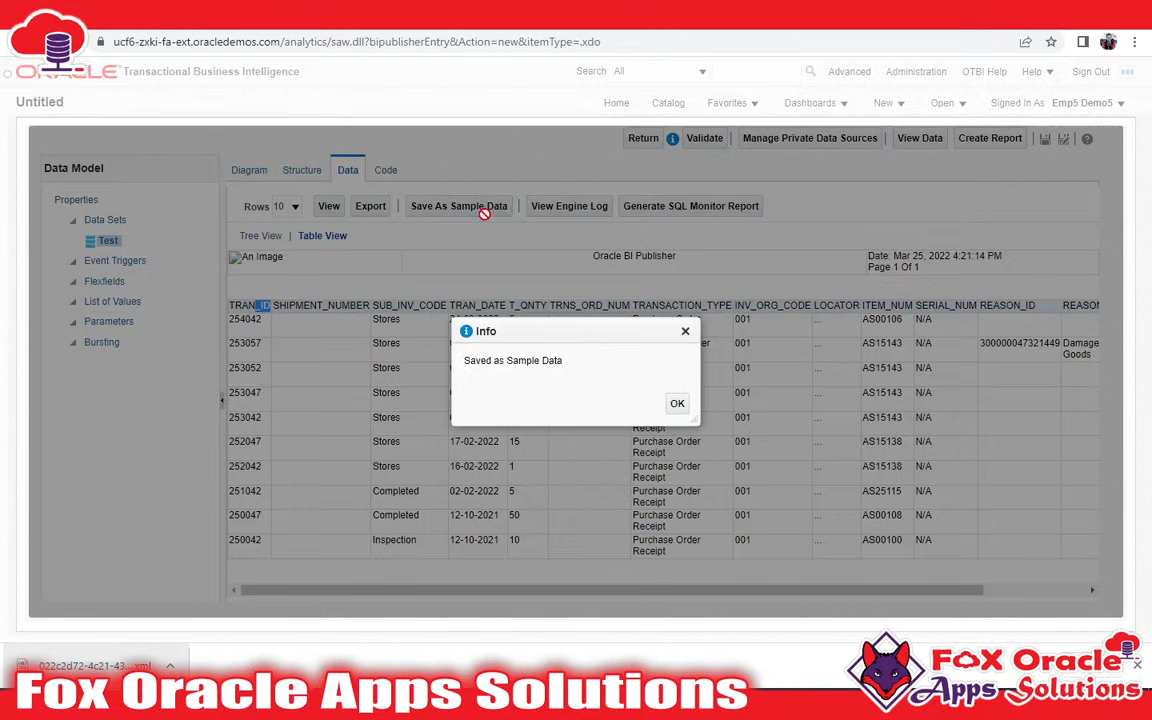 ucf6-zxki-fa-ext.oracledemos.com/analytics/saw.dll?bipublisherEntry&Action=new&itemType=.xdo
ORACLE Transactional Business Intelligence
Search All Advanced Administration OTBI Help Help Sign Out
Untitled
Home Catalog Favorites Dashboards New Open Signed In As Emp5 Demo5
Return Validate Manage Private Data Sources View Data Create Report
Data Model
Diagram Structure Data Code
Properties
Data Sets
Test
Event Triggers
Flexfields
List of Values
Parameters
Bursting
Rows 10 View Export Save As Sample Data View Engine Log Generate SQL Monitor Report
Tree View Table View
An Image Oracle BI Publisher Date: Mar 25, 2022 4:21:14 PM
Page 1 Of 1
TRAN_ID SHIPMENT_NUMBER SUB_INV_CODE TRAN_DATE T_QNTY TRNS_ORD_NUM TRANSACTION_TYPE INV_ORG_CODE LOCATOR ITEM_NUM SERIAL_NUM REASON_ID REASON
254042 Stores 001 ... AS00106 N/A
253057 Stores 001 ... AS15143 N/A 300000047321449 Damage
Goods
253052 Stores 001 ... AS15143 N/A
253047 Stores 001 ... AS15143 N/A
253042 Stores 001 ... AS15143 N/A
Receipt
252047 Stores 17-02-2022 15 Purchase Order 001 ... AS15138 N/A
Receipt
252042 Stores 16-02-2022 1 Purchase Order 001 ... AS15138 N/A
Receipt
251042 Completed 02-02-2022 5 Purchase Order 001 ... AS25115 N/A
Receipt
250047 Completed 12-10-2021 50 Purchase Order 001 ... AS00108 N/A
Receipt
250042 Inspection 12-10-2021 10 Purchase Order 001 ... AS00100 N/A
Receipt
Info
Saved as Sample Data
OK
022c2d72-4c21-43....xml
Fox Oracle Apps Solutions
FOX Oracle
Apps Solutions